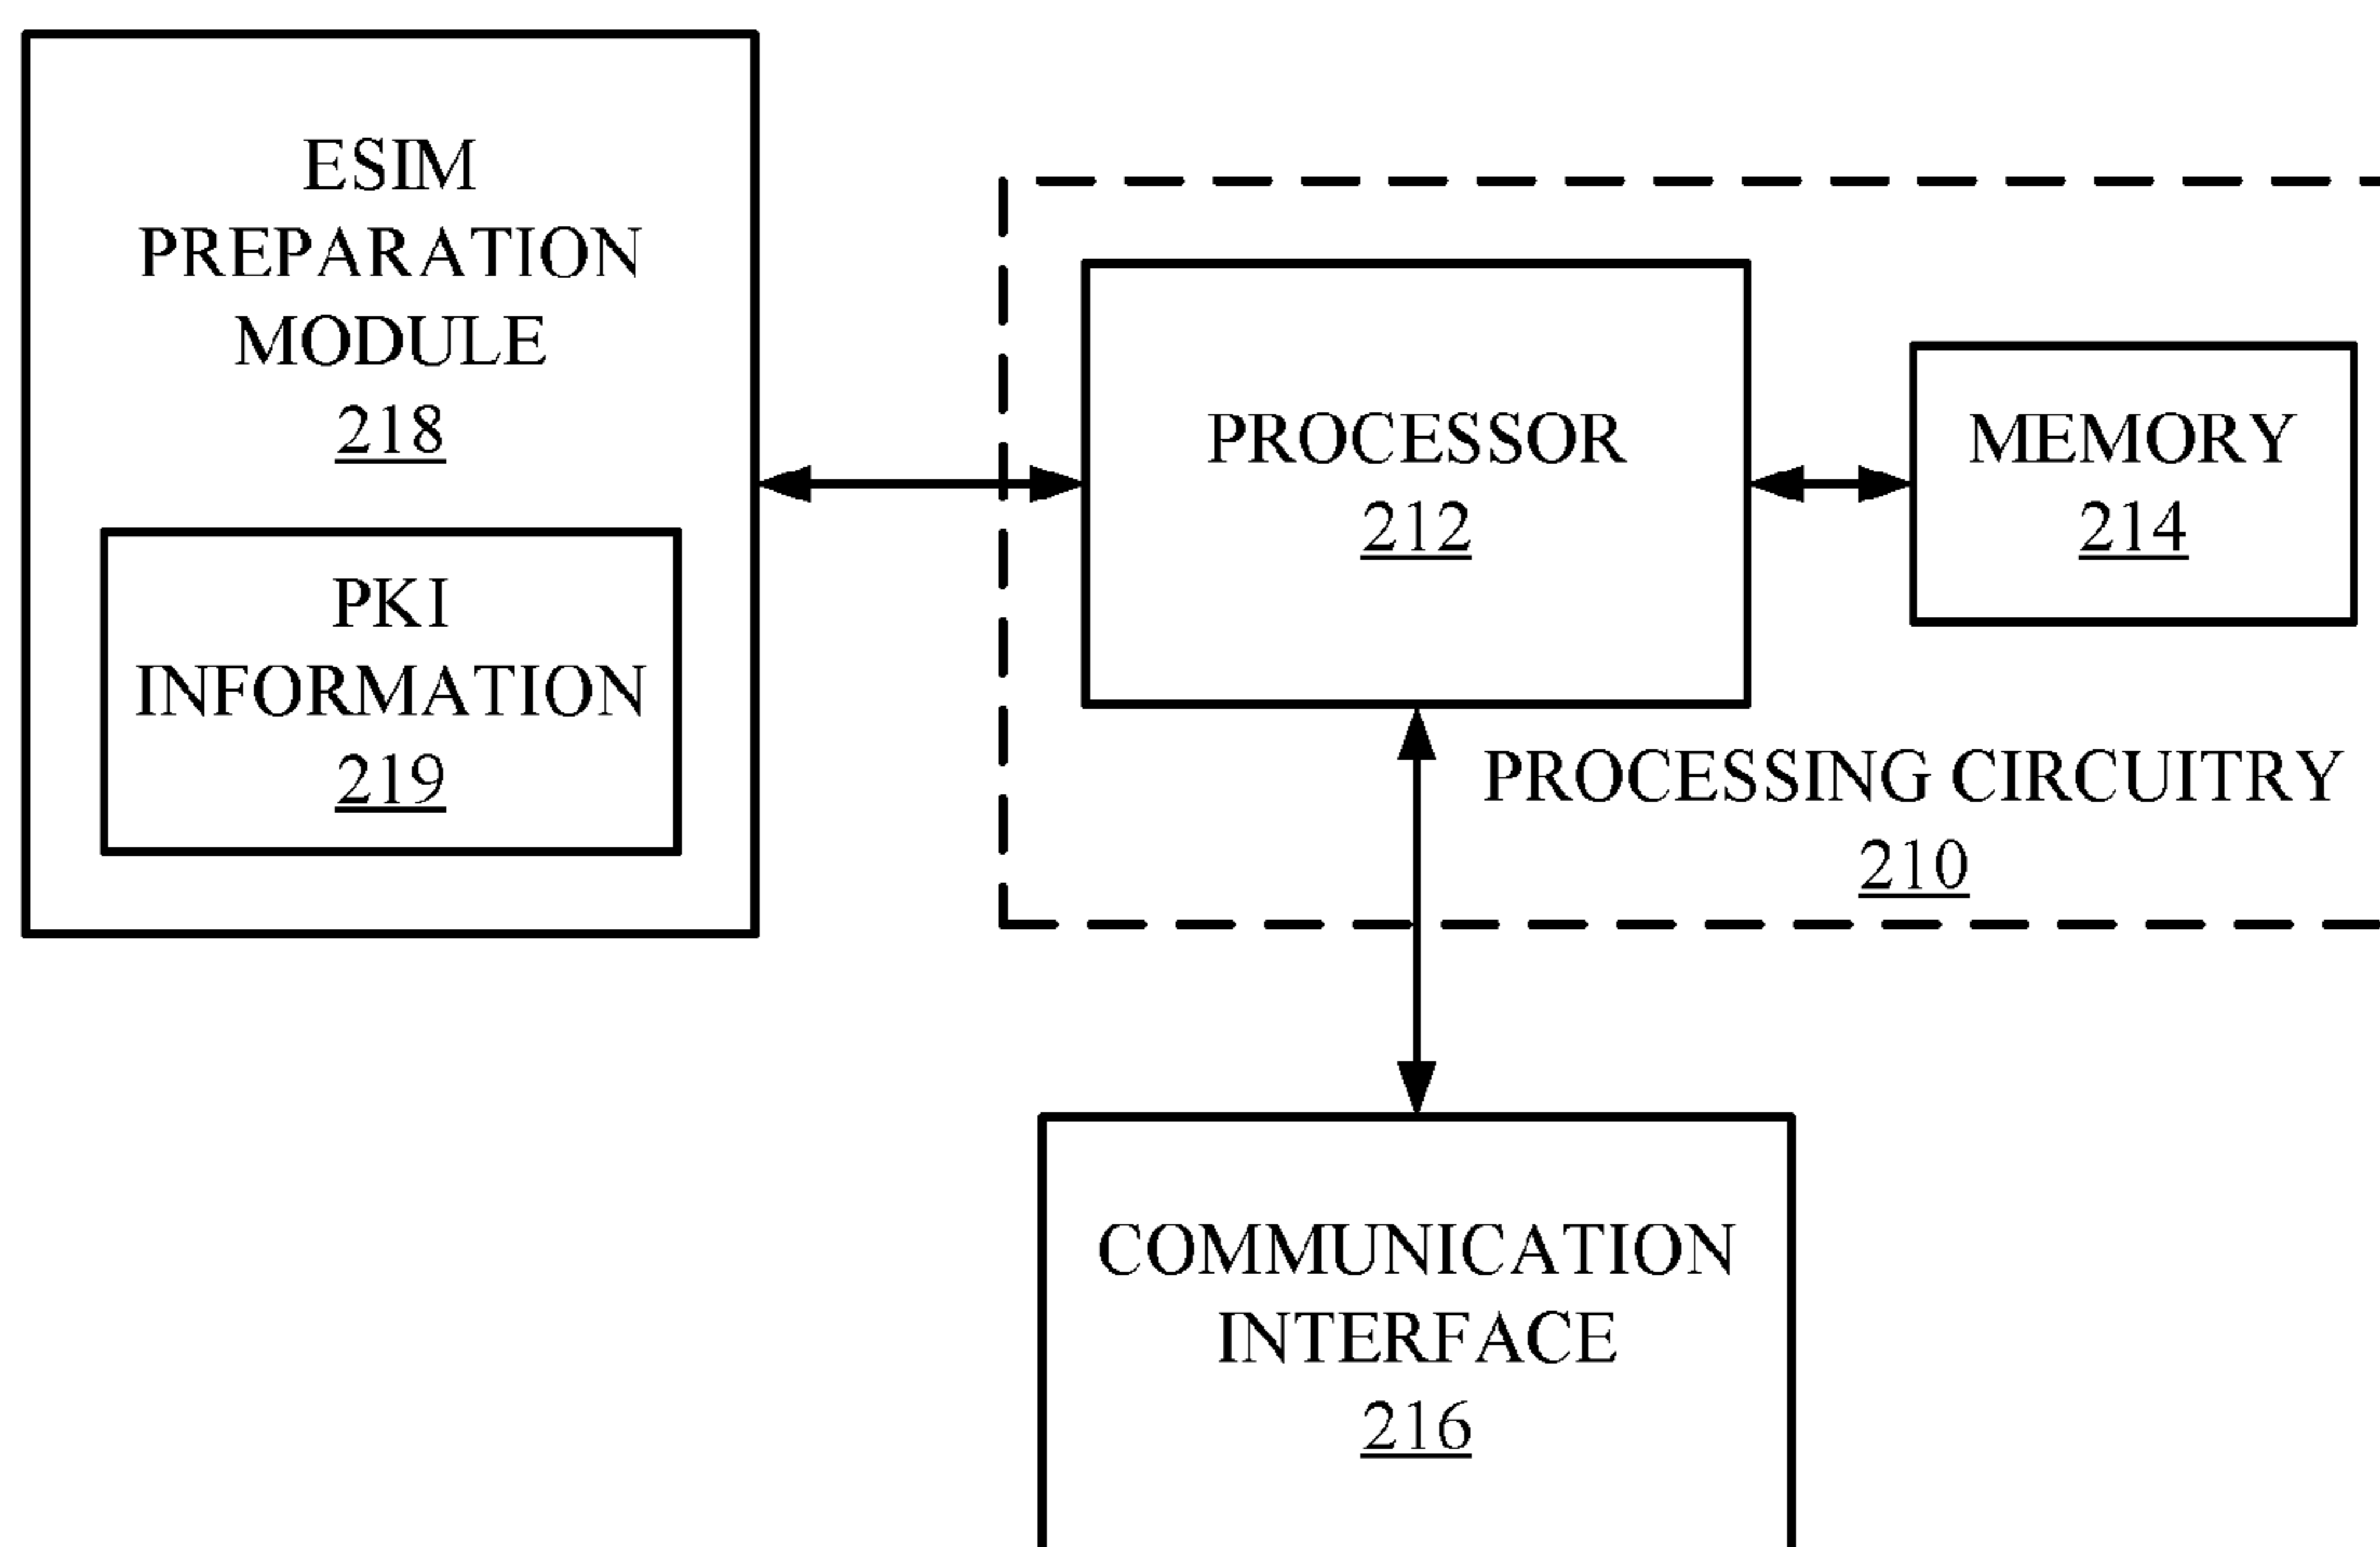 ESIM
PREPARATION
MODULE
218
PKI
INFORMATION
219
PROCESSOR
212
MEMORY
214
PROCESSING CIRCUITRY
210
COMMUNICATION
INTERFACE
216